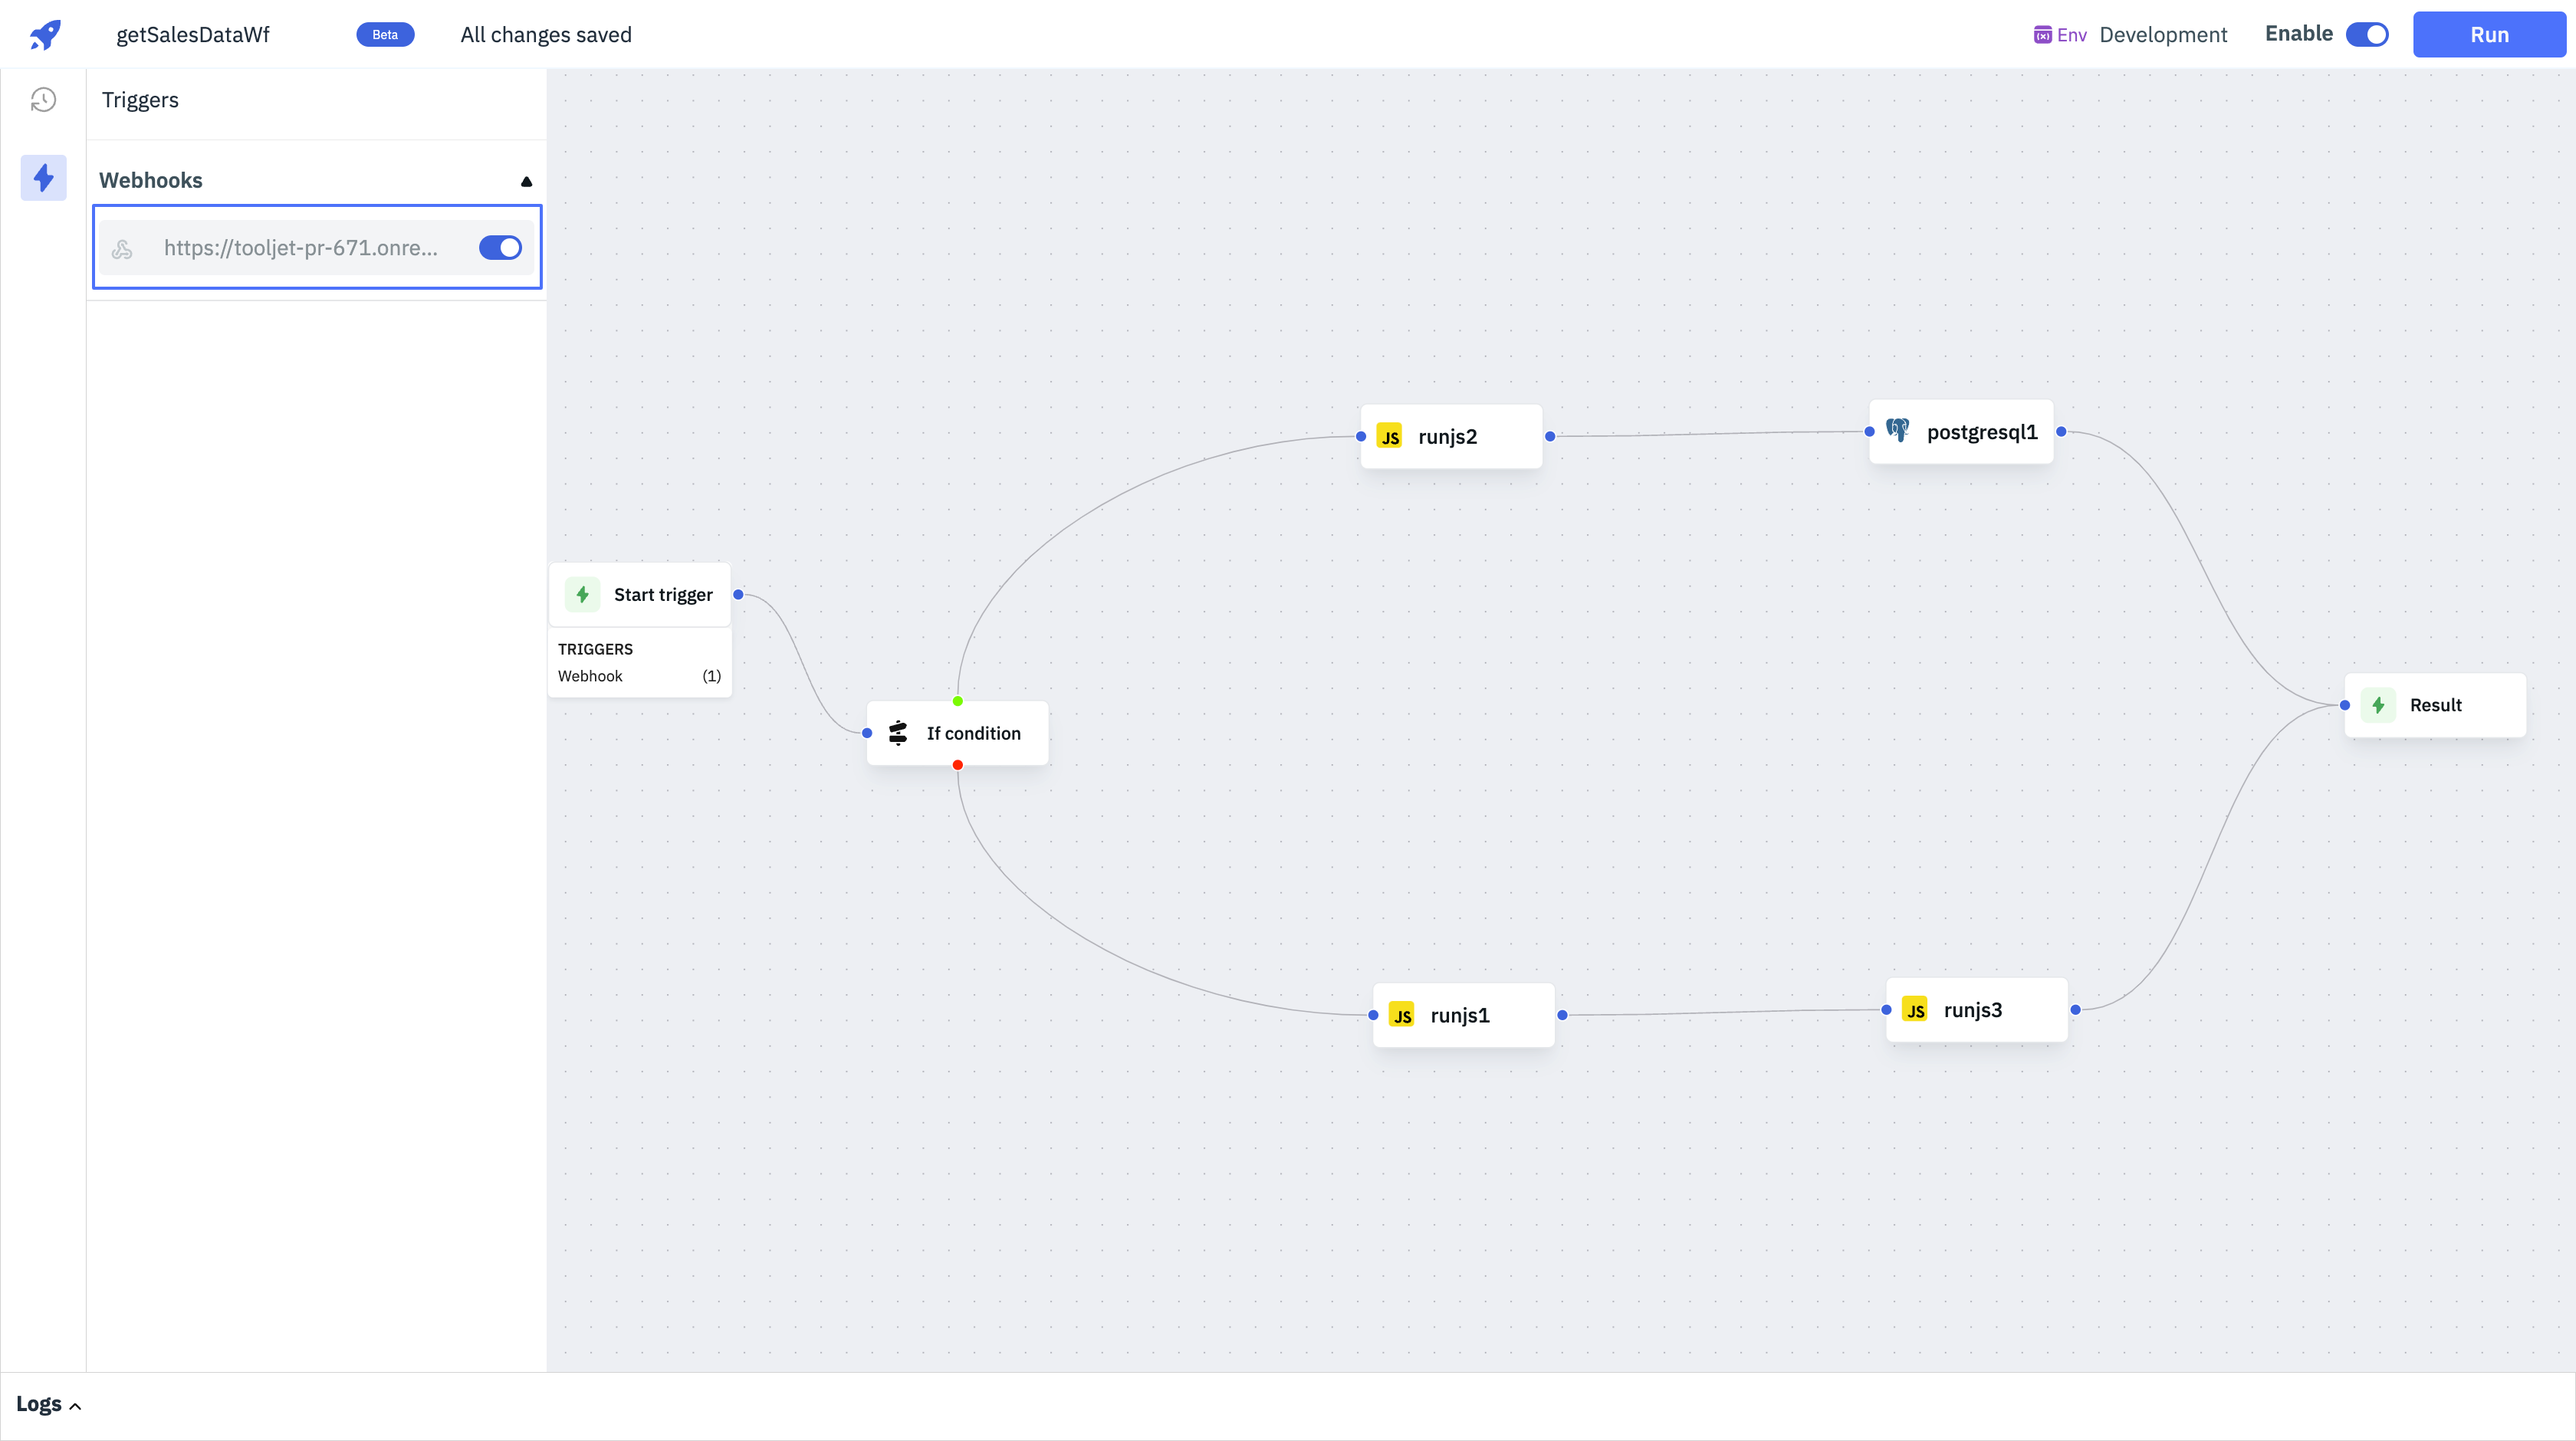 getSalesDataWf
Beta
All changes saved
Env Development
Enable
Run
Triggers
Webhooks
https://tooljet-pr-671.onre...
Start trigger
TRIGGERS
Webhook (1)
If condition
JS runjs2
postgresql1
JS runjs1
JS runjs3
Result
Logs